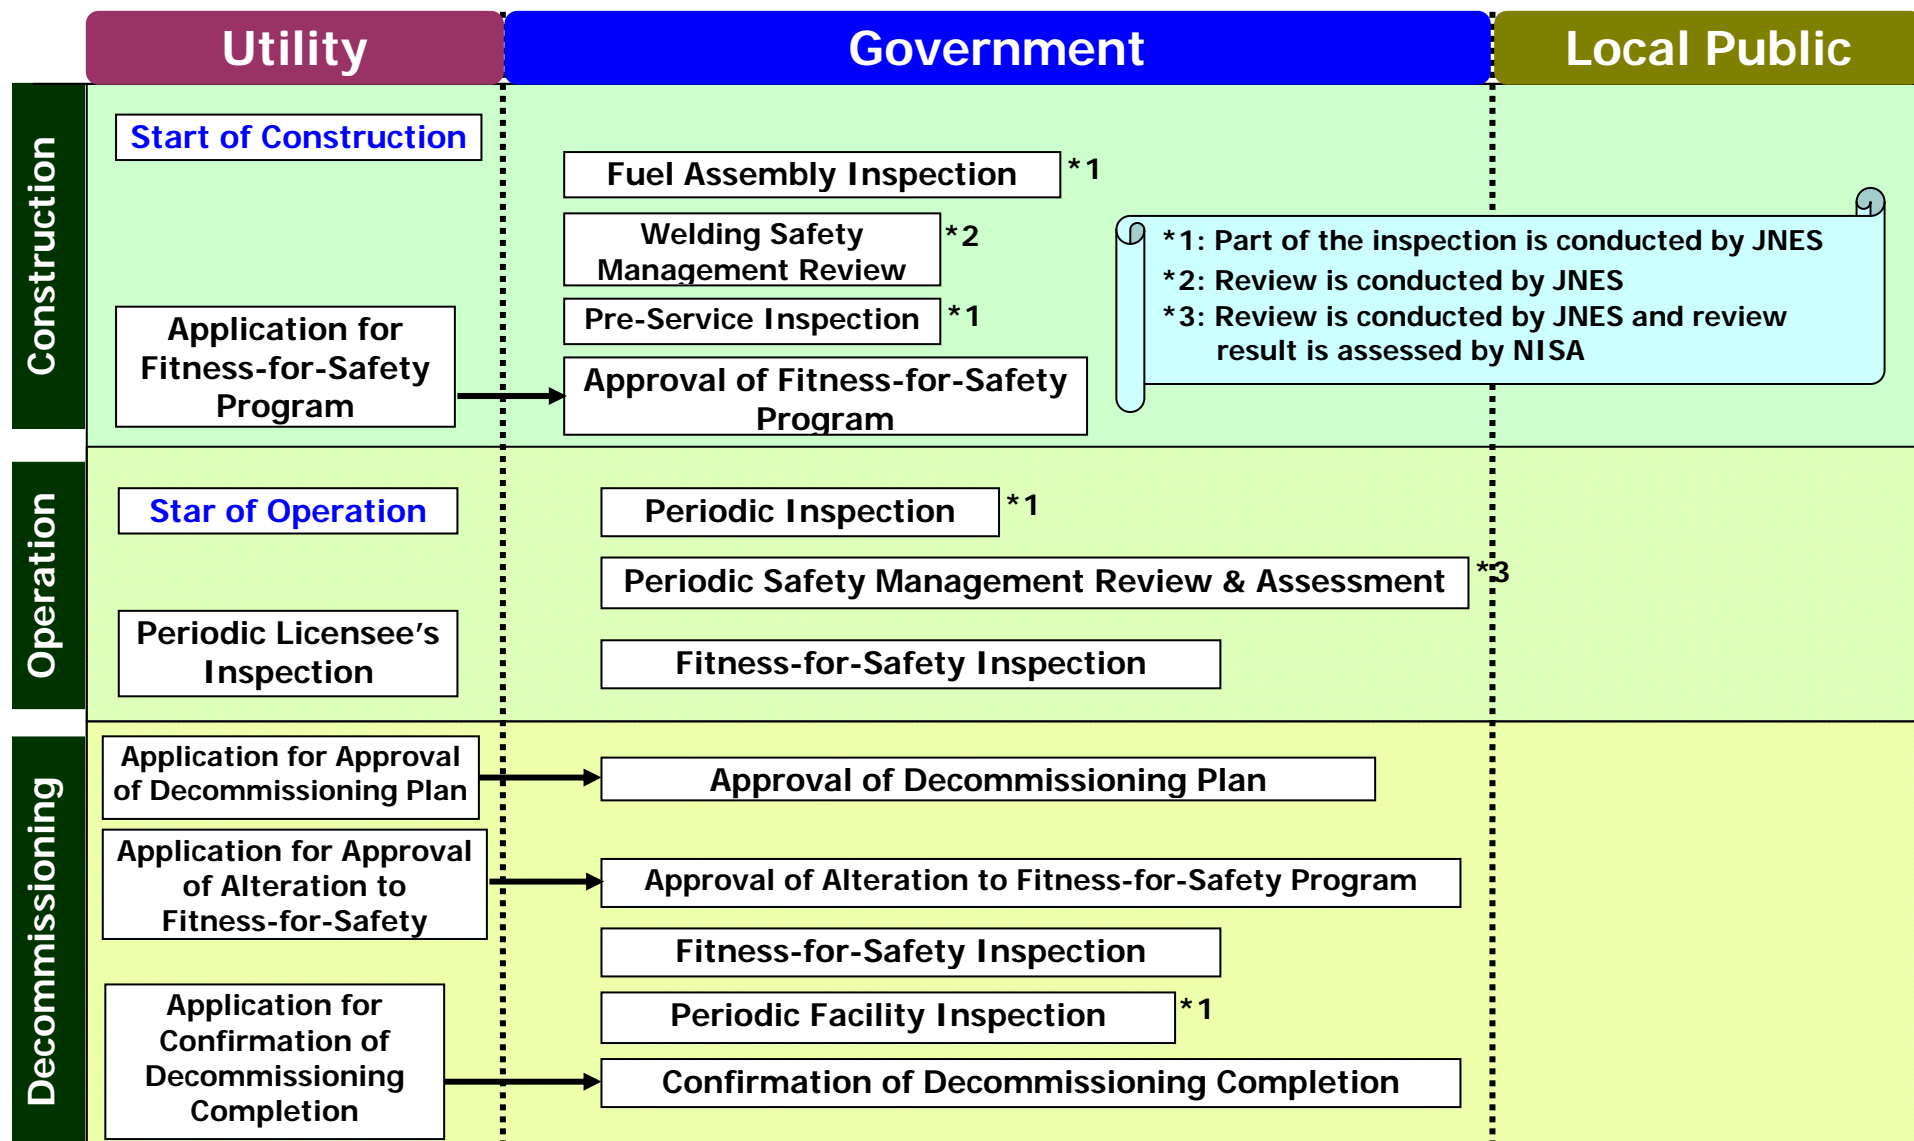 Utility
Government
Local Public
Construction
Start of Construction
Fuel Assembly Inspection *1
Welding Safety *2
Management Review
Pre-Service Inspection *1
Application for
Fitness-for-Safety
Program
Approval of Fitness-for-Safety
Program
*1: Part of the inspection is conducted by JNES
*2: Review is conducted by JNES
*3: Review is conducted by JNES and review
result is assessed by NISA
Operation
Star of Operation
Periodic Inspection *1
Periodic Safety Management Review & Assessment *3
Periodic Licensee’s
Inspection
Fitness-for-Safety Inspection
Decommissioning
Application for Approval
of Decommissioning Plan
Approval of Decommissioning Plan
Application for Approval
of Alteration to
Fitness-for-Safety
Approval of Alteration to Fitness-for-Safety Program
Fitness-for-Safety Inspection
Periodic Facility Inspection *1
Application for
Confirmation of
Decommissioning
Completion
Confirmation of Decommissioning Completion